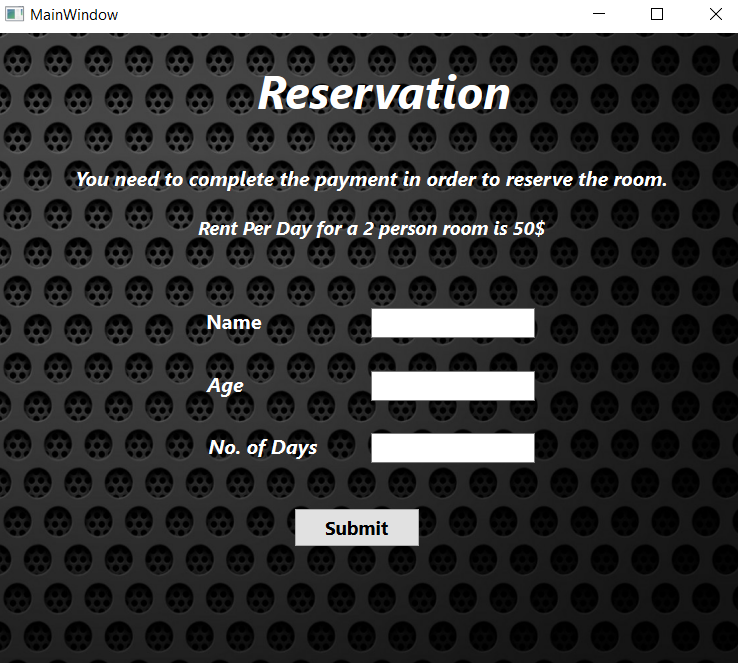 MainWindow
Reservation
You need to complete the payment in order to reserve the room.
Rent Per Day for a 2 person room is 50$
Name
Age
No. of Days
Submit